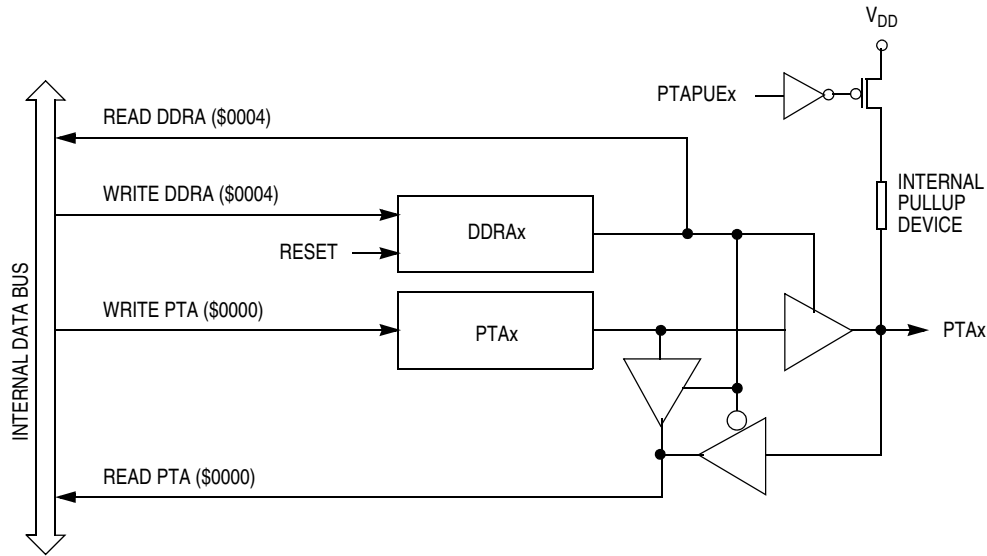 VDD
PTAPUEx
READ DDRA ($0004)
WRITE DDRA ($0004)
INTERNAL
PULLUP
DEVICE
DDRAx
RESET
INTERNAL DATA BUS
WRITE PTA ($0000)
PTAx
PTAx
READ PTA ($0000)